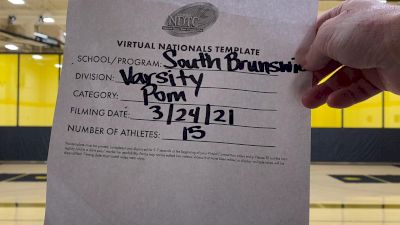 NDTC
VIRTUAL NATIONALS TEMPLATE
SCHOOL/PROGRAM: South Brunswick
DIVISION: Varsity
CATEGORY: Pom
FILMING DATE: 3/24/21
NUMBER OF ATHLETES: 15